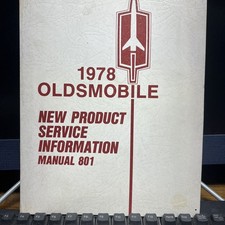 1978
OLDSMOBILE
NEW PRODUCT
SERVICE
INFORMATION
MANUAL 801